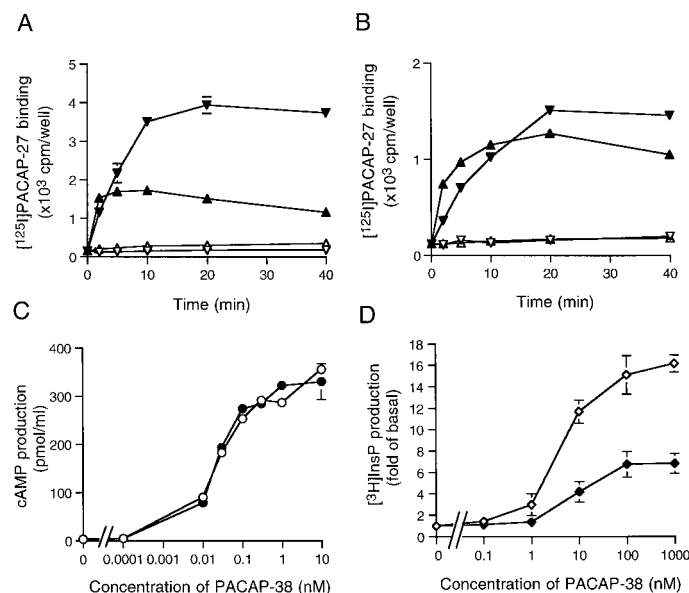 A
[¹²⁵I]PACAP-27 binding
(x10³ cpm/well)
5
4
3
2
1
0
0
10
20
30
40
Time (min)
B
[¹²⁵I]PACAP-27 binding
(x10³ cpm/well)
2
1
0
0
10
20
30
40
Time (min)
C
cAMP production
(pmol/ml)
400
300
200
100
0
0
0.0001
0.001
0.01
0.1
1
10
Concentration of PACAP-38 (nM)
D
[³H]InsP production
(fold of basal)
18
16
14
12
10
8
6
4
2
0
0
0.1
1
10
100
1000
Concentration of PACAP-38 (nM)